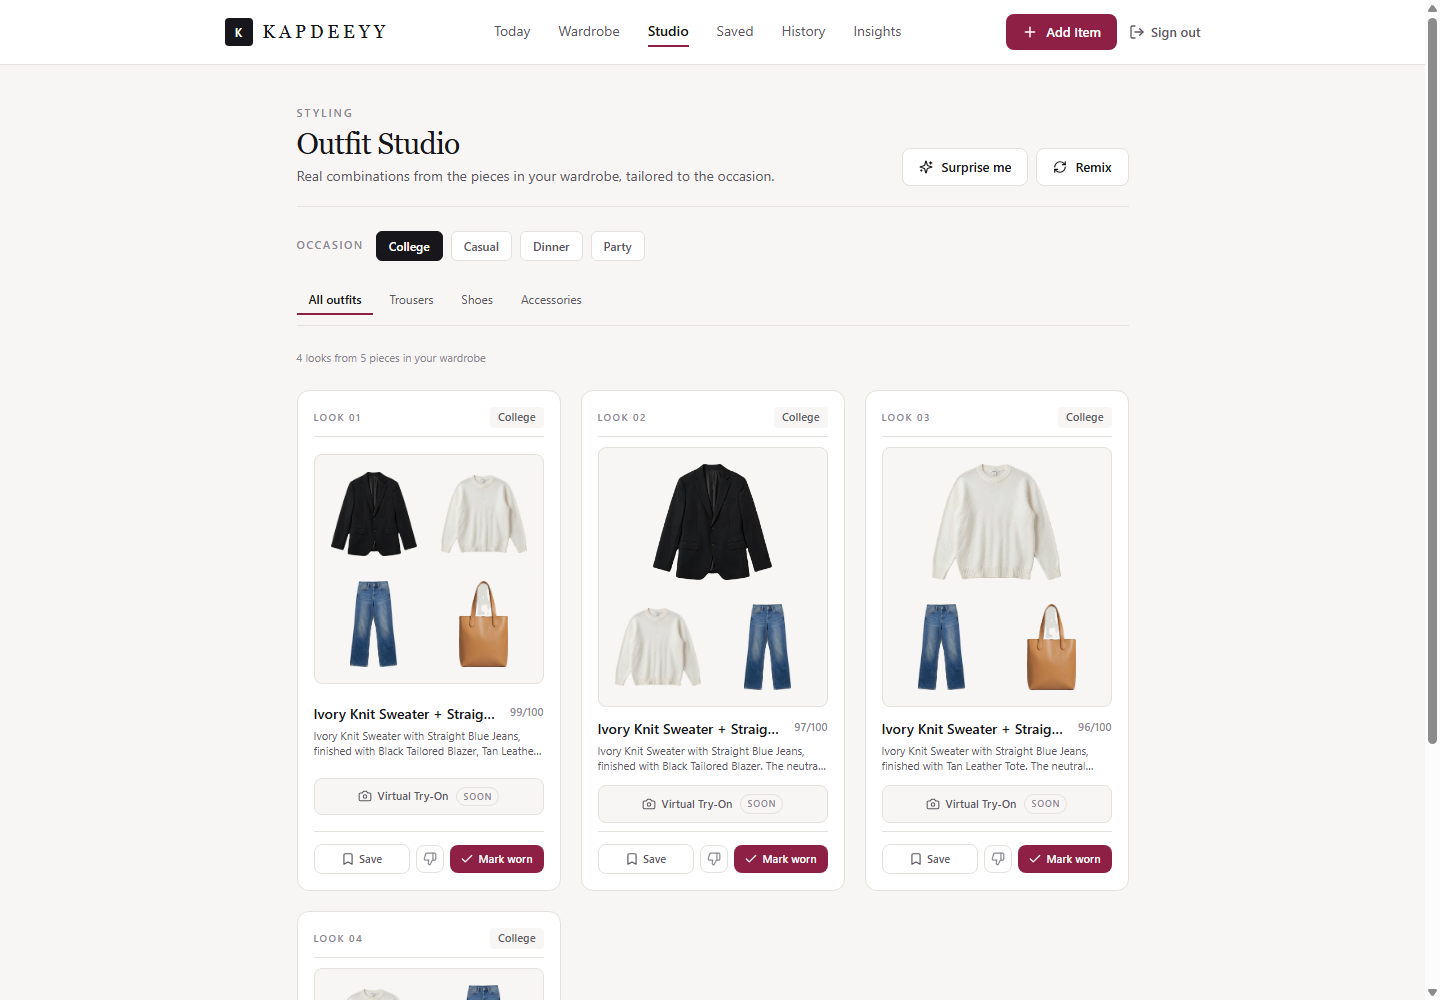 K KAPDEEYY Today Wardrobe Studio Saved History Insights + Add Item Sign out
STYLING
Outfit Studio
Real combinations from the pieces in your wardrobe, tailored to the occasion.
Surprise me Remix
OCCASION College Casual Dinner Party
All outfits Trousers Shoes Accessories
4 looks from 5 pieces in your wardrobe
LOOK 01 College
Ivory Knit Sweater + Straig... 99/100
Ivory Knit Sweater with Straight Blue Jeans,
finished with Black Tailored Blazer, Tan Leathe...
Virtual Try-On SOON
Save Mark worn
LOOK 02 College
Ivory Knit Sweater + Straig... 97/100
Ivory Knit Sweater with Straight Blue Jeans,
finished with Black Tailored Blazer. The neutra...
Virtual Try-On SOON
Save Mark worn
LOOK 03 College
Ivory Knit Sweater + Straig... 96/100
Ivory Knit Sweater with Straight Blue Jeans,
finished with Tan Leather Tote. The neutral...
Virtual Try-On SOON
Save Mark worn
LOOK 04 College